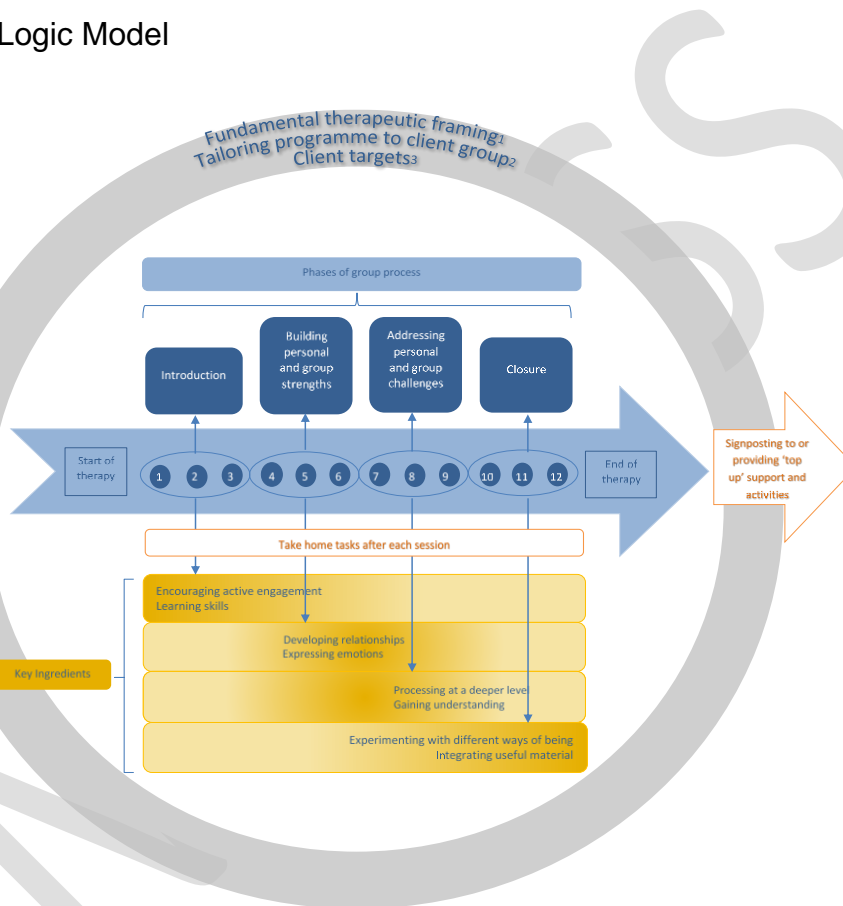 Logic Model
Fundamental therapeutic framing1
Tailoring programme to client group2
Client targets3
Phases of group process
Introduction
Building
personal
and group
strengths
Addressing
personal
and group
challenges
Closure
Start of
therapy
1 2 3 4 5 6 7 8 9 10 11 12
End of
therapy
Signposting to or
providing ‘top
up’ support and
activities
Take home tasks after each session
Key Ingredients
Encouraging active engagement
Learning skills
Developing relationships
Expressing emotions
Processing at a deeper level
Gaining understanding
Experimenting with different ways of being
Integrating useful material